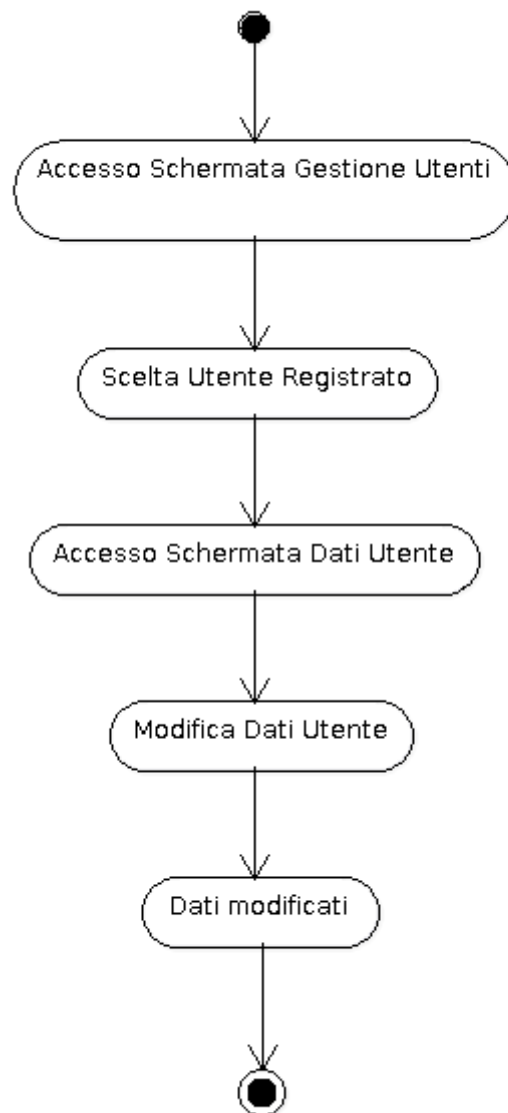 Accesso Schermata Gestione Utenti
Scelta Utente Registrato
Accesso Schermata Dati Utente
Modifica Dati Utente
Dati modificati